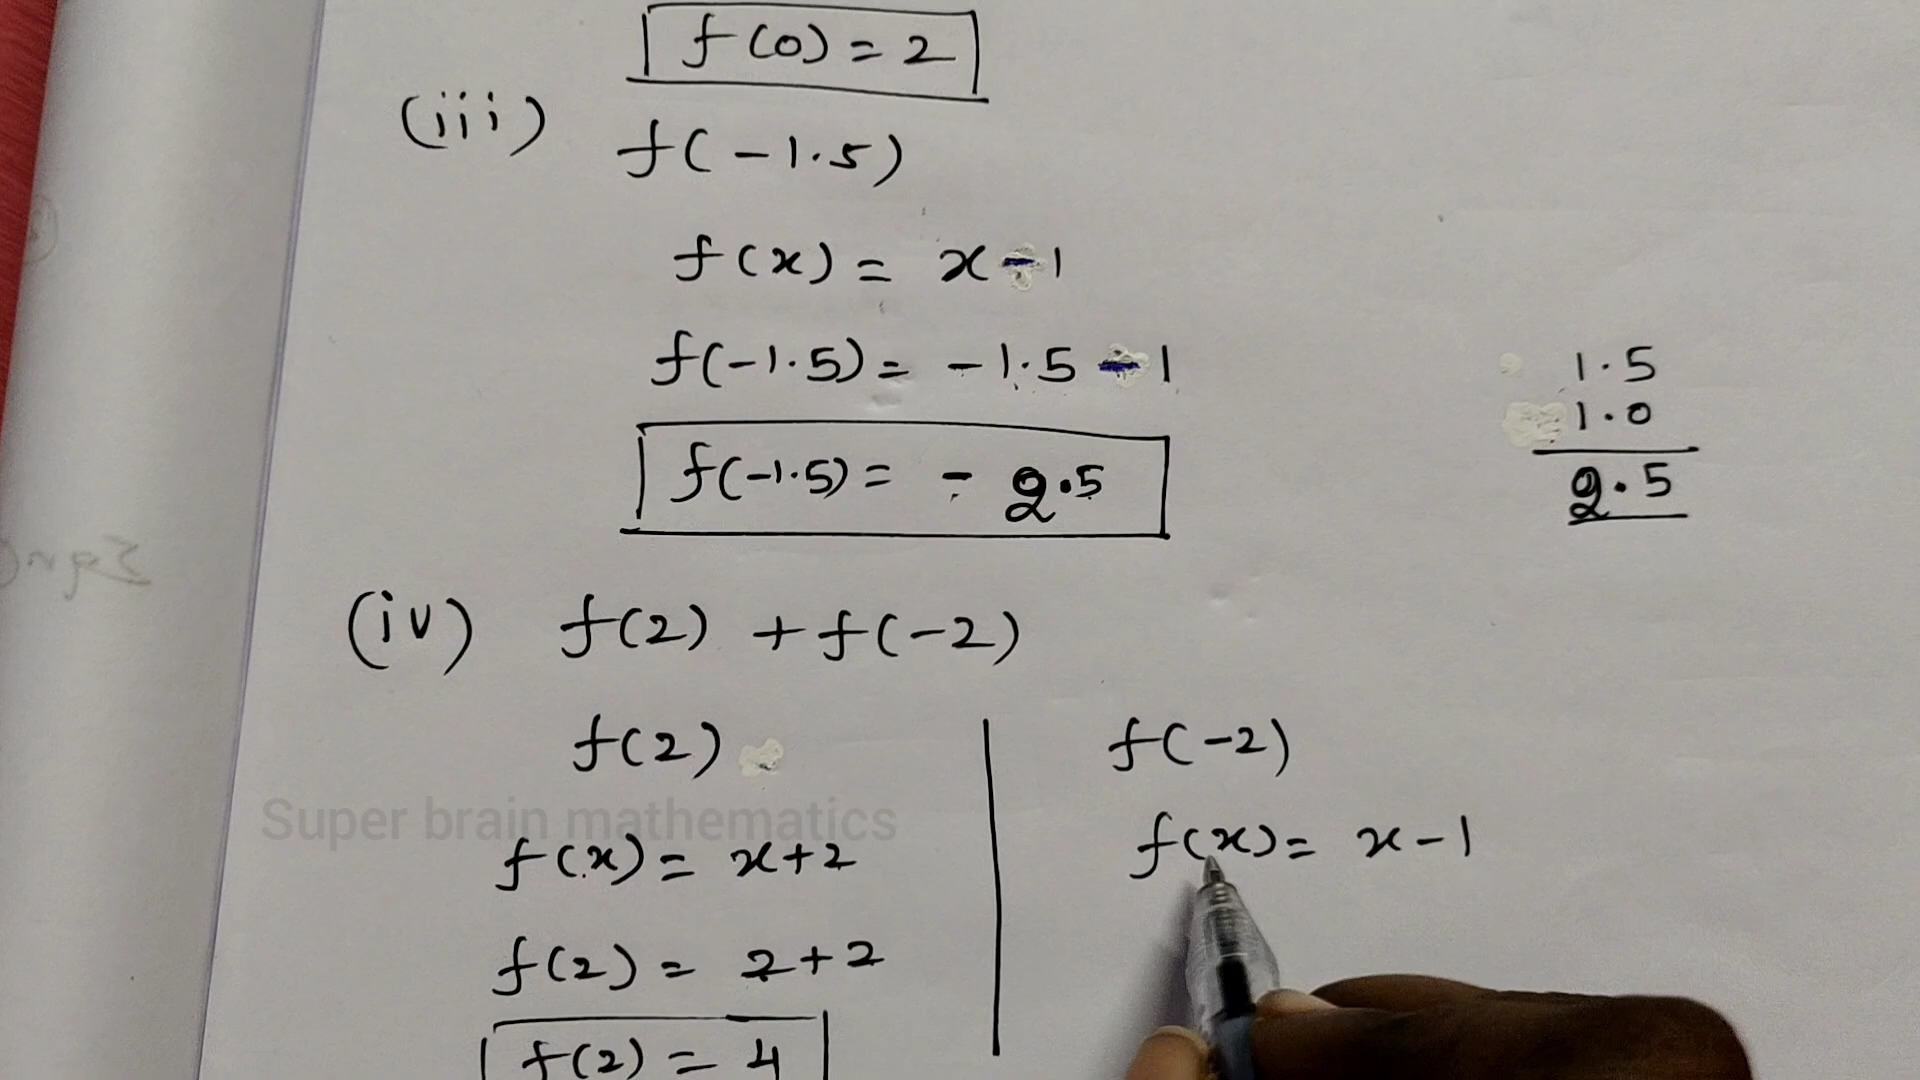 f(0) = 2
(iii) f(-1.5)
f(x) = x - 1
f(-1.5) = -1.5 - 1
f(-1.5) = -2.5
1.5
1.0
2.5
(iv) f(2) + f(-2)
f(2)
f(x) = x+2
f(2) = 2+2
f(2) = 4
f(-2)
f(x) = x-1
Super brain mathematics